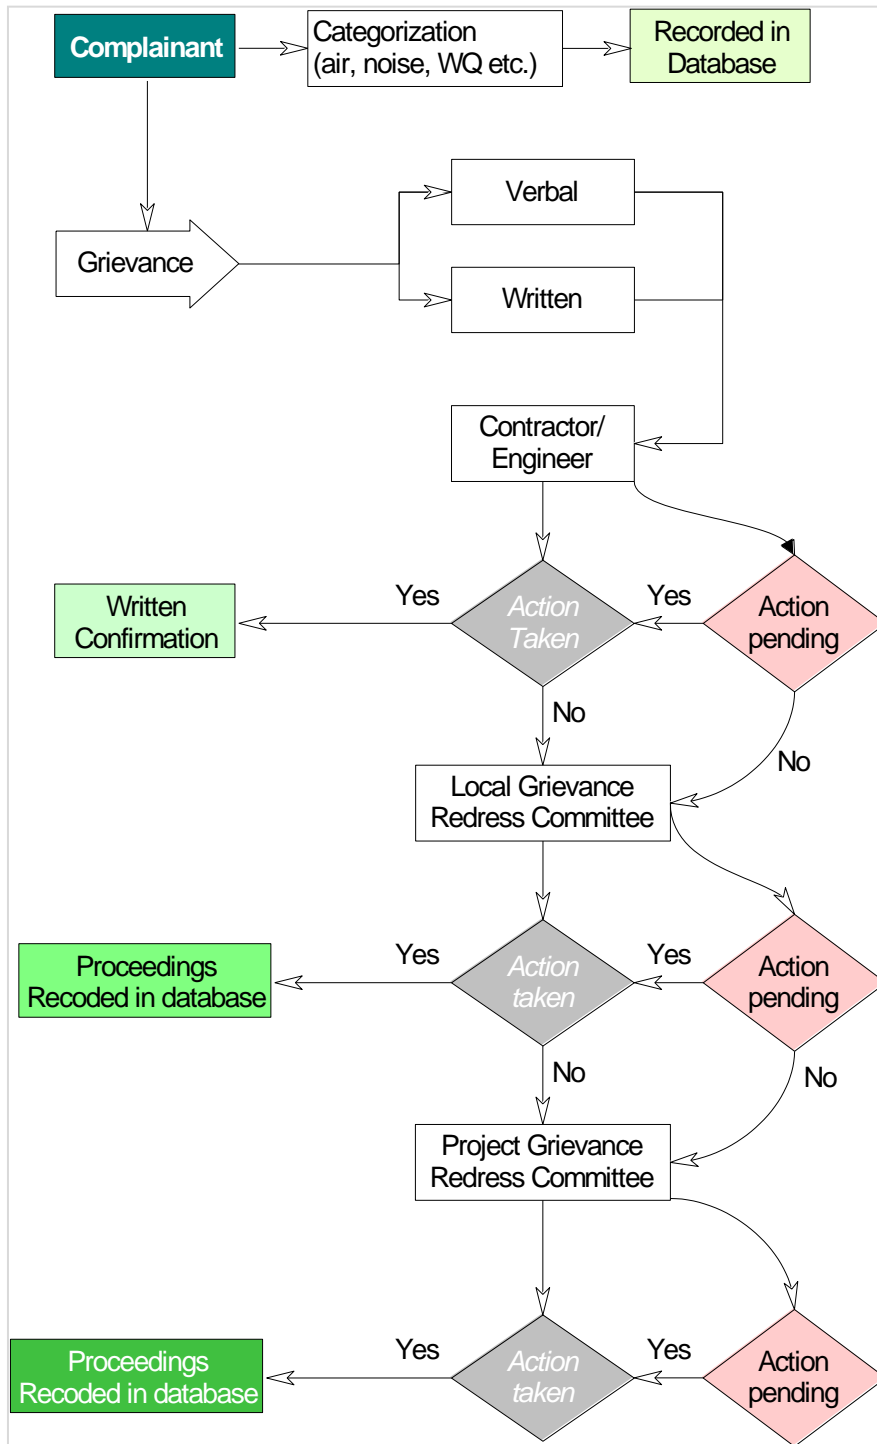 Complainant
Categorization
(air, noise, WQ etc.)
Recorded in
Database
Verbal
Grievance
Written
Contractor/
Engineer
Written
Confirmation
Yes
Action
Taken
Yes
Action
pending
No
No
Local Grievance
Redress Committee
Proceedings
Recoded in database
Yes
Action
taken
Yes
Action
pending
No
No
Project Grievance
Redress Committee
Proceedings
Recoded in database
Yes
Action
taken
Yes
Action
pending